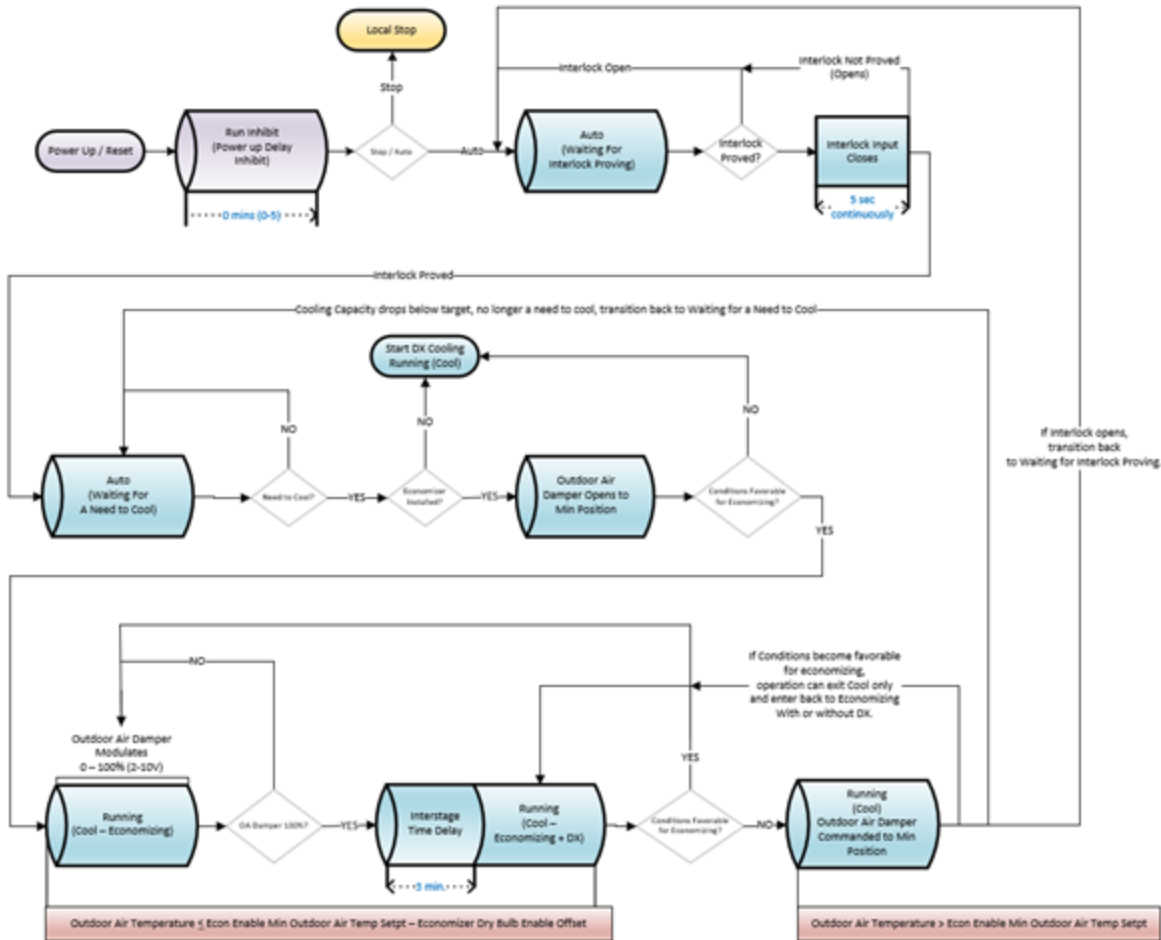 Local Stop
Stop
Power Up / Reset
Run Inhibit
(Power up Delay
Inhibit)
0 mins (0-5)
Stop / Auto
Auto
Auto
(Waiting For
Interlock Proving)
Interlock Open
Interlock
Proved?
Interlock Not Proved
(Opens)
Interlock Input
Closes
5 sec
continuously
Interlock Proved
Cooling Capacity drops below target, no longer a need to cool, transition back to Waiting for a Need to Cool
Start DX Cooling
Running (Cool)
NO
NO
NO
If Interlock opens,
transition back
to Waiting for Interlock Proving
Auto
(Waiting For
A Need to Cool)
Need to Cool?
YES
Economizer
Installed?
YES
Outdoor Air
Damper Opens to
Min Position
Conditions Favorable
for Economizing?
YES
NO
If Conditions become favorable
for economizing,
operation can exit Cool only
and enter back to Economizing
With or without DX.
Outdoor Air Damper
Modulates
0 – 100% (2-10V)
YES
Running
(Cool – Economizing)
OA Damper 100%?
YES
Interstage
Time Delay
Running
(Cool –
Economizing + DX)
3 min.
Conditions Favorable
for Economizing?
NO
Running
(Cool)
Outdoor Air Damper
Commanded to Min
Position
Outdoor Air Temperature ≤ Econ Enable Min Outdoor Air Temp Setpt – Economizer Dry Bulb Enable Offset
Outdoor Air Temperature > Econ Enable Min Outdoor Air Temp Setpt